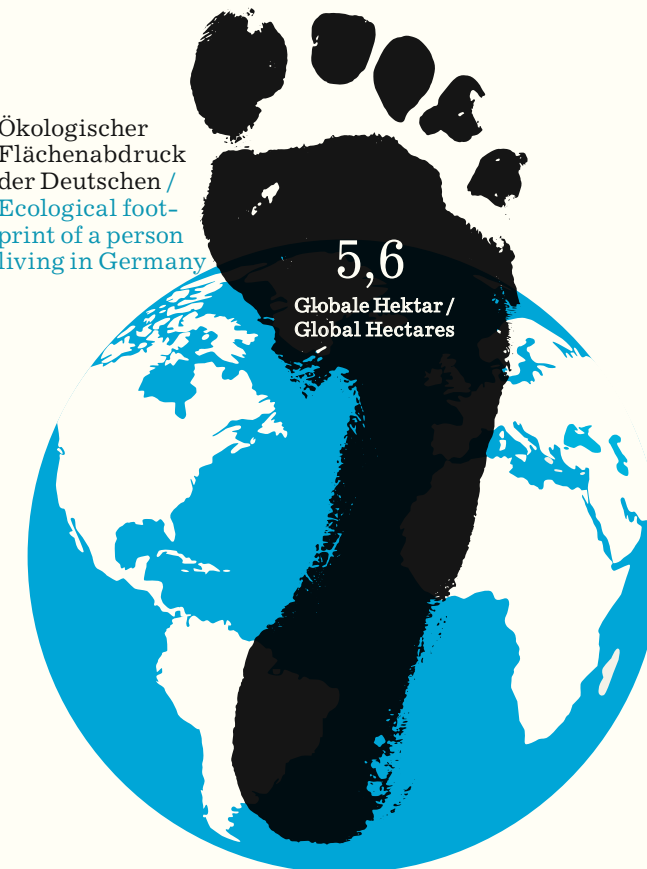 Ökologischer
Flächenabdruck
der Deutschen /
Ecological foot-
print of a person
living in Germany
5,6
Globale Hektar /
Global Hectares